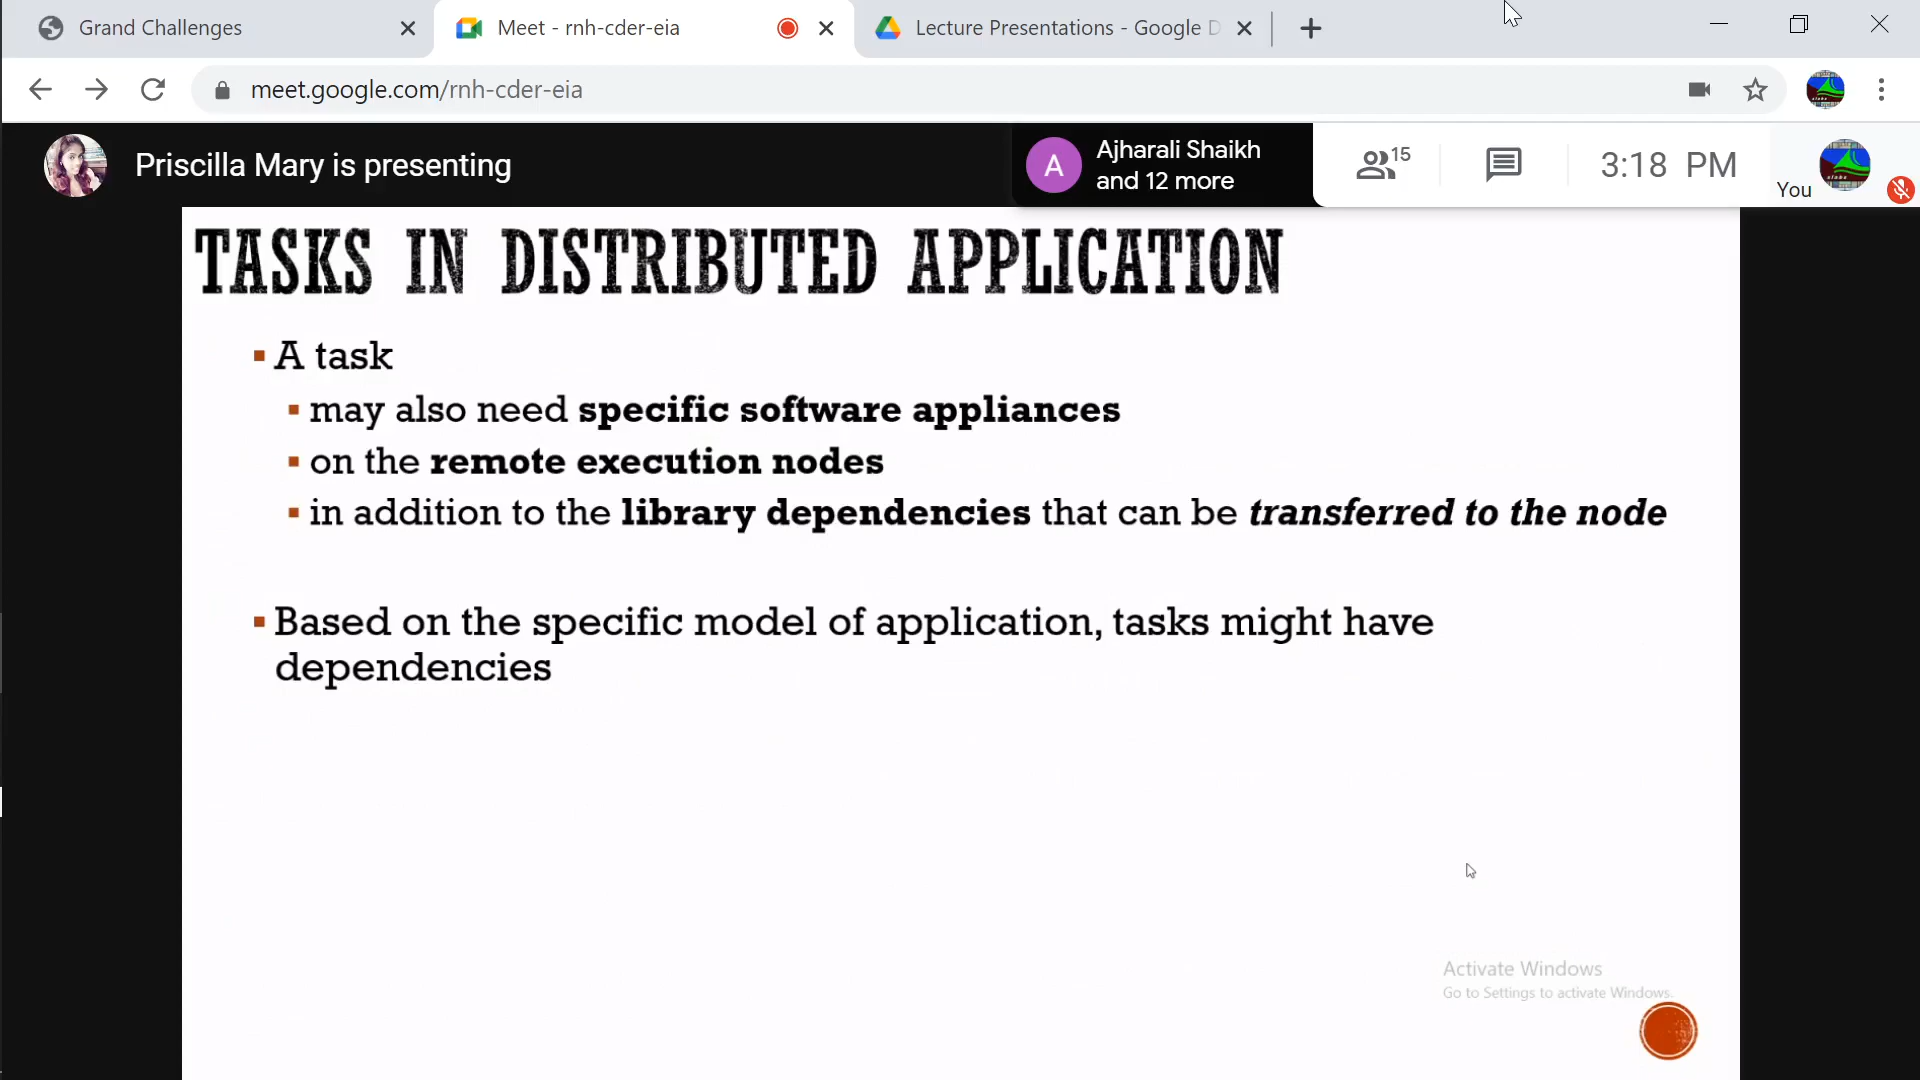 Grand Challenges
Meet - rnh-cder-eia
Lecture Presentations - Google D
meet.google.com/rnh-cder-eia
Priscilla Mary is presenting
A
Ajharali Shaikh
and 12 more
15
3:18 PM
You
TASKS IN DISTRIBUTED APPLICATION
A task
may also need specific software appliances
on the remote execution nodes
in addition to the library dependencies that can be transferred to the node
Based on the specific model of application, tasks might have
dependencies
Activate Windows
Go to Settings to activate Windows.